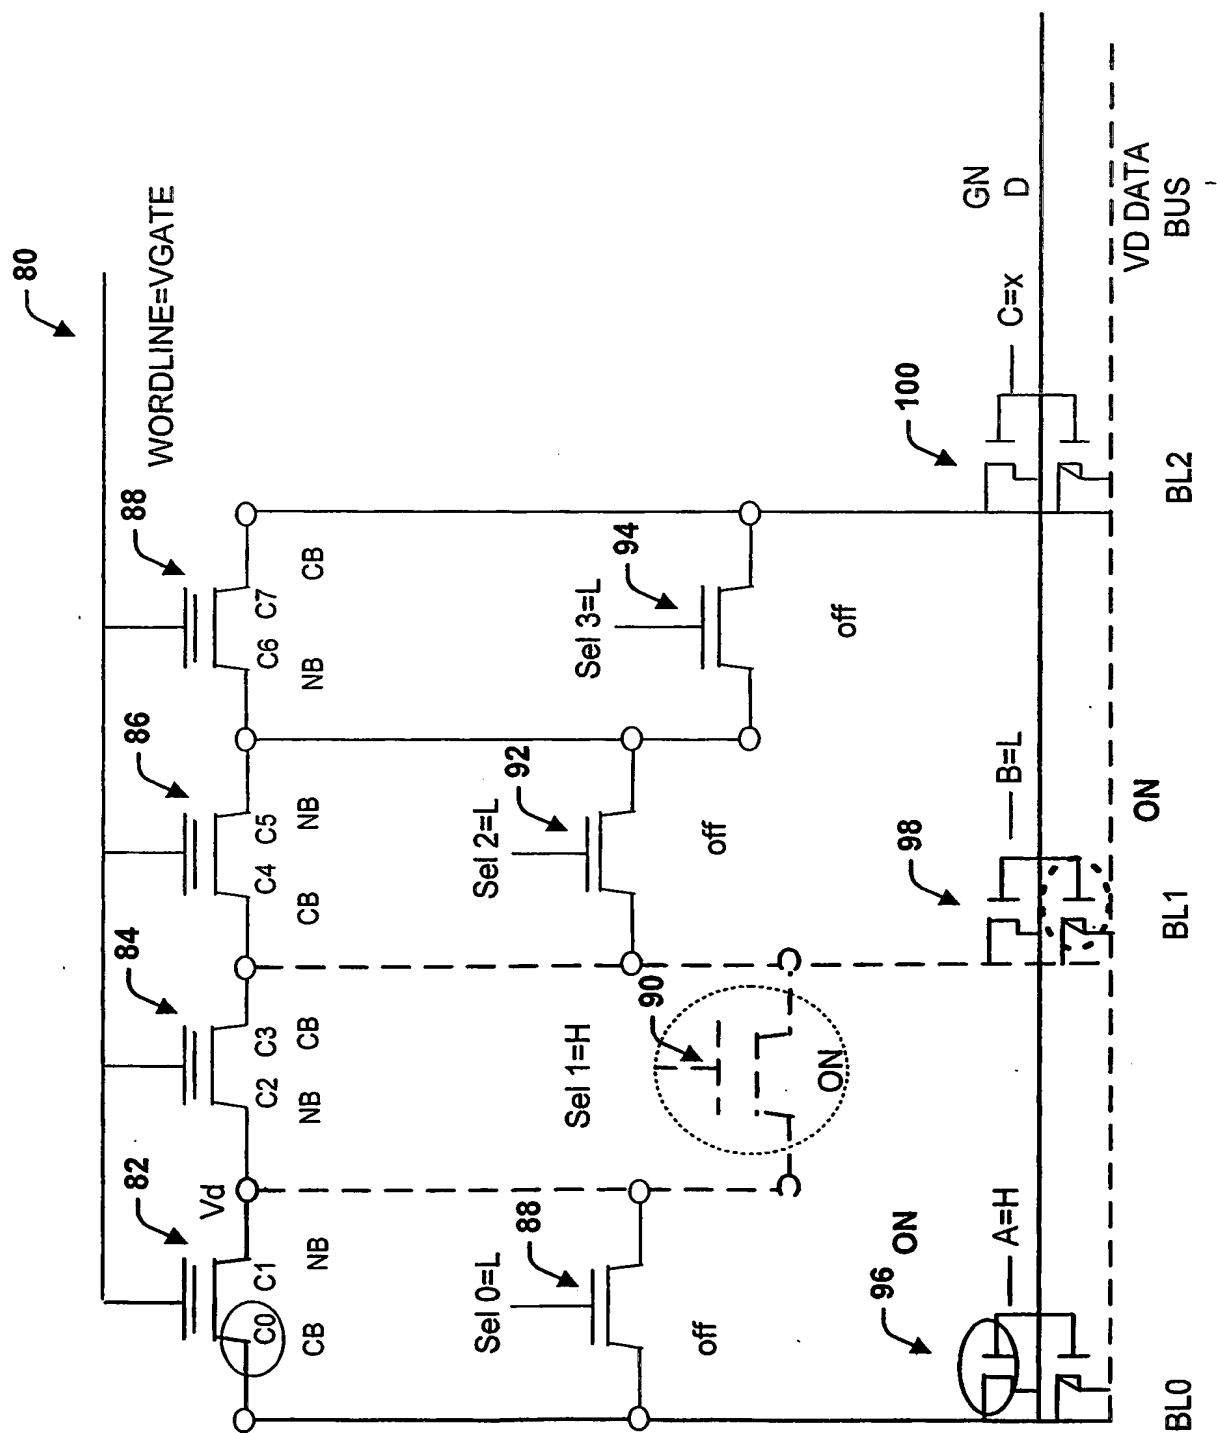 80
WORDLINE=VGATE
82
84
86
88
Vd
C0 C1
C2 C3
C4 C5
C6 C7
CB NB
NB CB
CB NB
NB CB
Sel 0=L
Sel 1=H
Sel 2=L
Sel 3=L
88
90
92
94
off
ON
off
off
96 ON
98
100
A=H
B=L
C=x
GN
D
ON
VD DATA
BUS
BL0
BL1
BL2